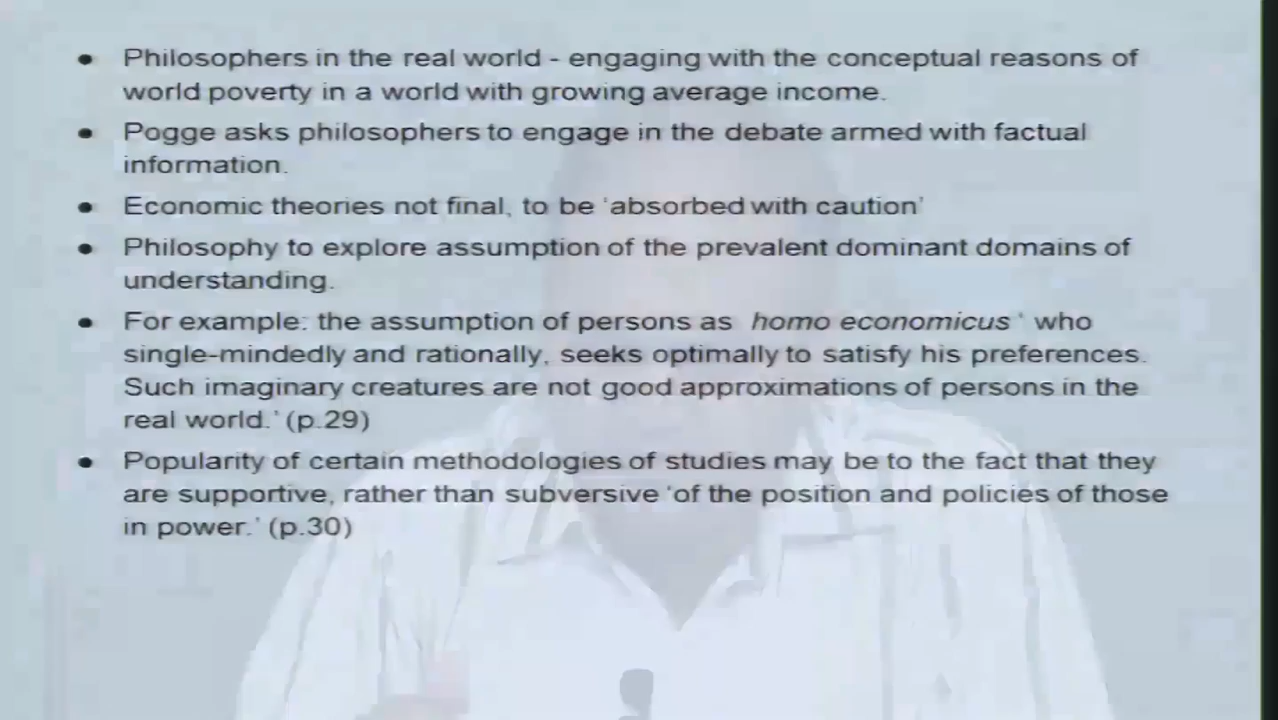 • Philosophers in the real world - engaging with the conceptual reasons of
world poverty in a world with growing average income.
• Pogge asks philosophers to engage in the debate armed with factual
information.
• Economic theories not final, to be 'absorbed with caution'
• Philosophy to explore assumption of the prevalent dominant domains of
understanding.
• For example: the assumption of persons as homo economicus ' who
single-mindedly and rationally, seeks optimally to satisfy his preferences.
Such imaginary creatures are not good approximations of persons in the
real world.' (p.29)
• Popularity of certain methodologies of studies may be to the fact that they
are supportive, rather than subversive 'of the position and policies of those
in power.' (p.30)